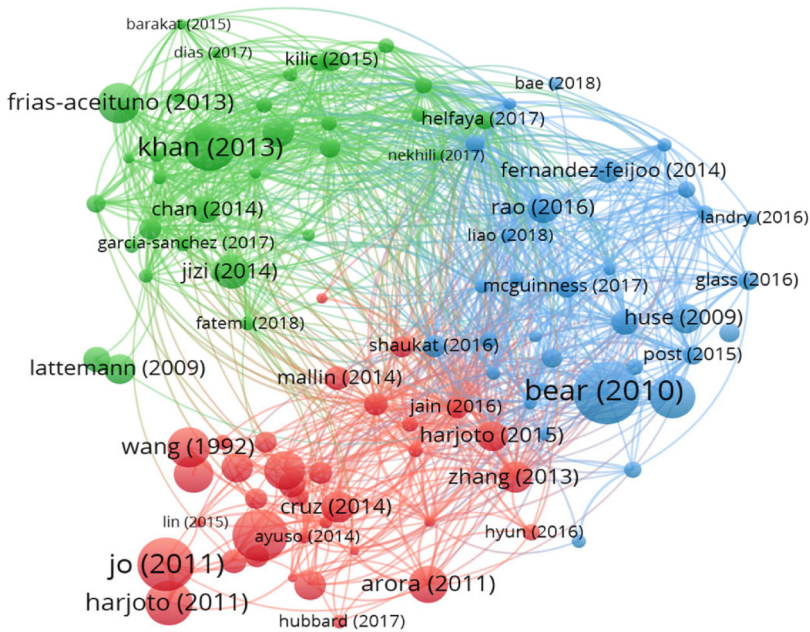 barakat (2015)
dias (2017)
kilic (2015)
bae (2018)
frias-aceituno (2013)
helfaya (2017)
khan (2013)
nekhili (2017)
fernandez-feijoo (2014)
chan (2014)
rao (2016)
landry (2016)
liao (2018)
garcia-sanchez (2017)
jizi (2014)
mcguinness (2017)
glass (2016)
fatemi (2018)
huse (2009)
shaukat (2016)
post (2015)
lattemann (2009)
mallin (2014)
bear (2010)
jain (2016)
harjoto (2015)
wang (1992)
zhang (2013)
cruz (2014)
lin (2015)
ayuso (2014)
hyun (2016)
jo (2011)
arora (2011)
harjoto (2011)
hubbard (2017)